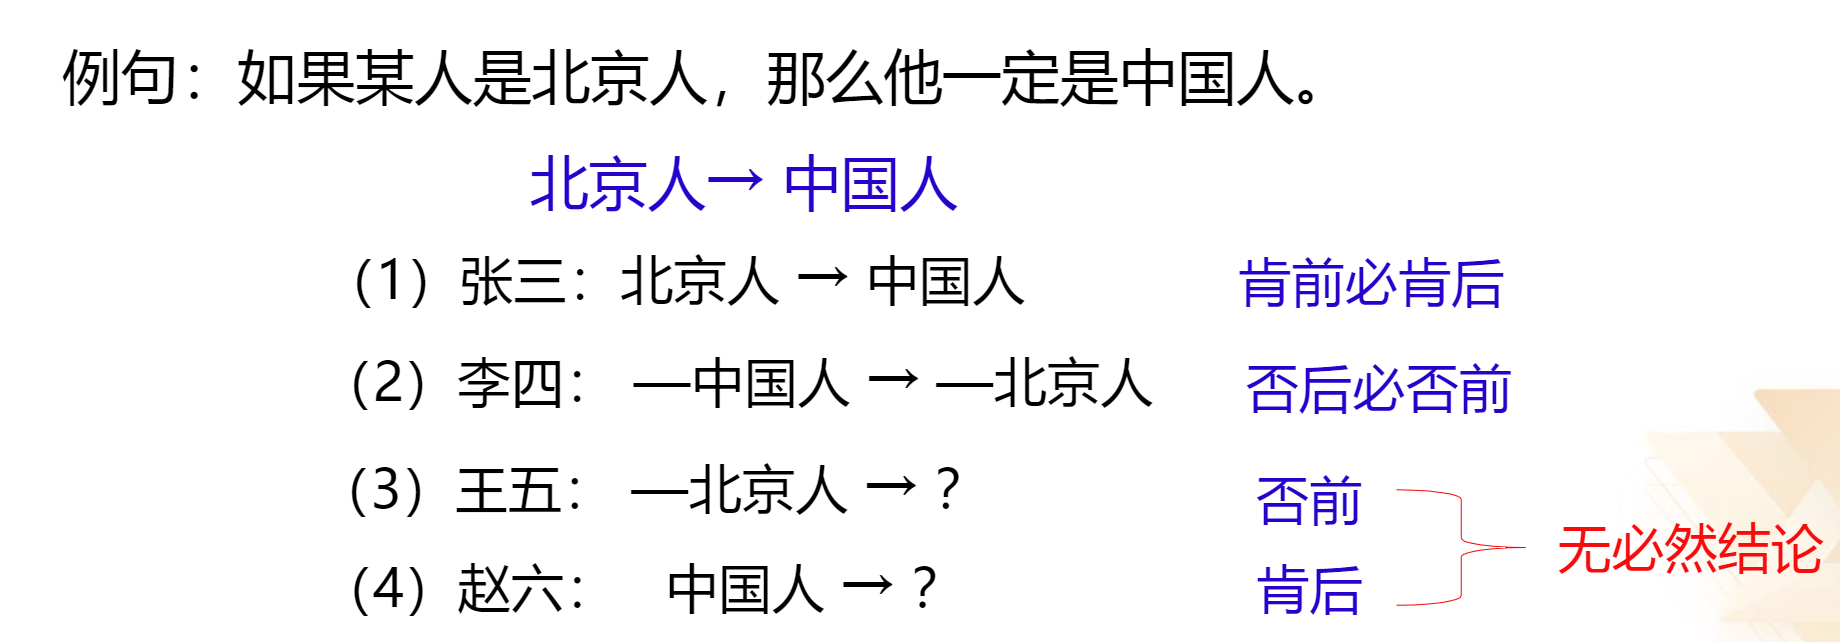 例句：如果某人是北京人，那么他一定是中国人。
北京人→ 中国人
（1）张三：北京人 → 中国人 肯前必肯后
（2）李四： —中国人 → —北京人 否后必否前
（3）王五： —北京人 → ？ 否前
无必然结论
（4）赵六： 中国人 → ？ 肯后